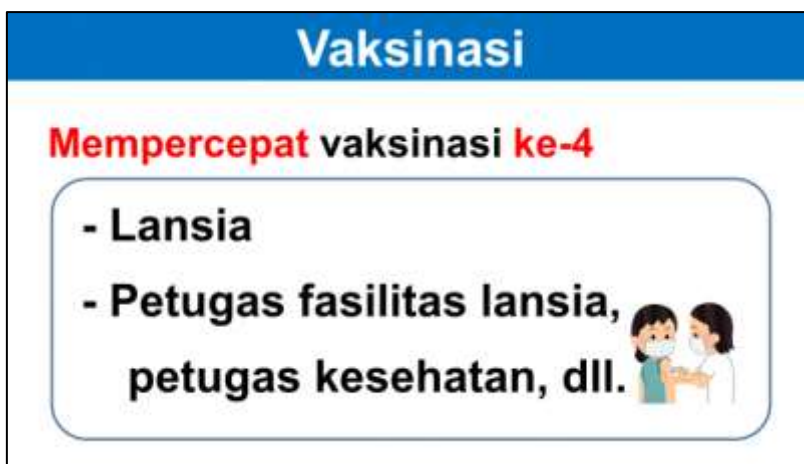 Vaksinasi
Mempercepat vaksinasi ke-4
- Lansia
- Petugas fasilitas lansia,
petugas kesehatan, dll.